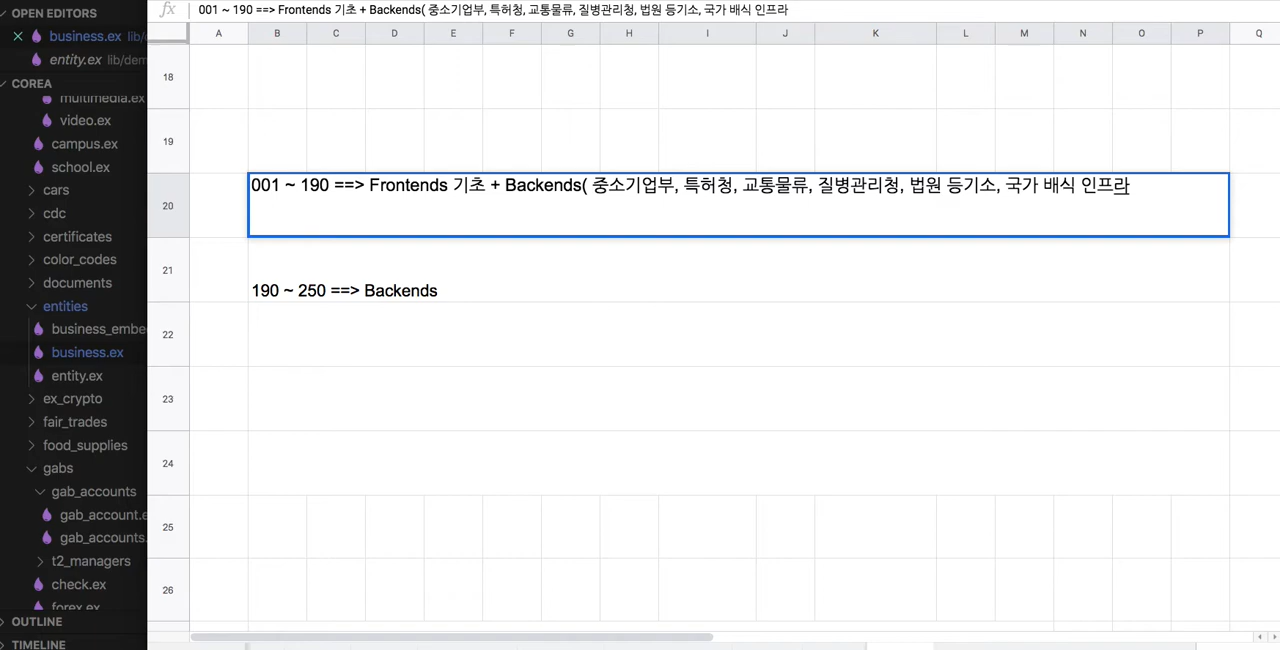 OPEN EDITORS
business.ex lib/
entity.ex lib/dem
COREA
multimedia.ex
video.ex
campus.ex
school.ex
cars
cdc
certificates
color_codes
documents
entities
business_embe
business.ex
entity.ex
ex_crypto
fair_trades
food_supplies
gabs
gab_accounts
gab_account.e
gab_accounts.
t2_managers
check.ex
forex.ex
OUTLINE
TIMELINE
fx
001 ~ 190 ==> Frontends 기초 + Backends( 중소기업부, 특허청, 교통물류, 질병관리청, 법원 등기소, 국가 배식 인프라
A B C D E F G H I J K L M N O P Q
18
19
20
001 ~ 190 ==> Frontends 기초 + Backends( 중소기업부, 특허청, 교통물류, 질병관리청, 법원 등기소, 국가 배식 인프라
21
190 ~ 250 ==> Backends
22
23
24
25
26